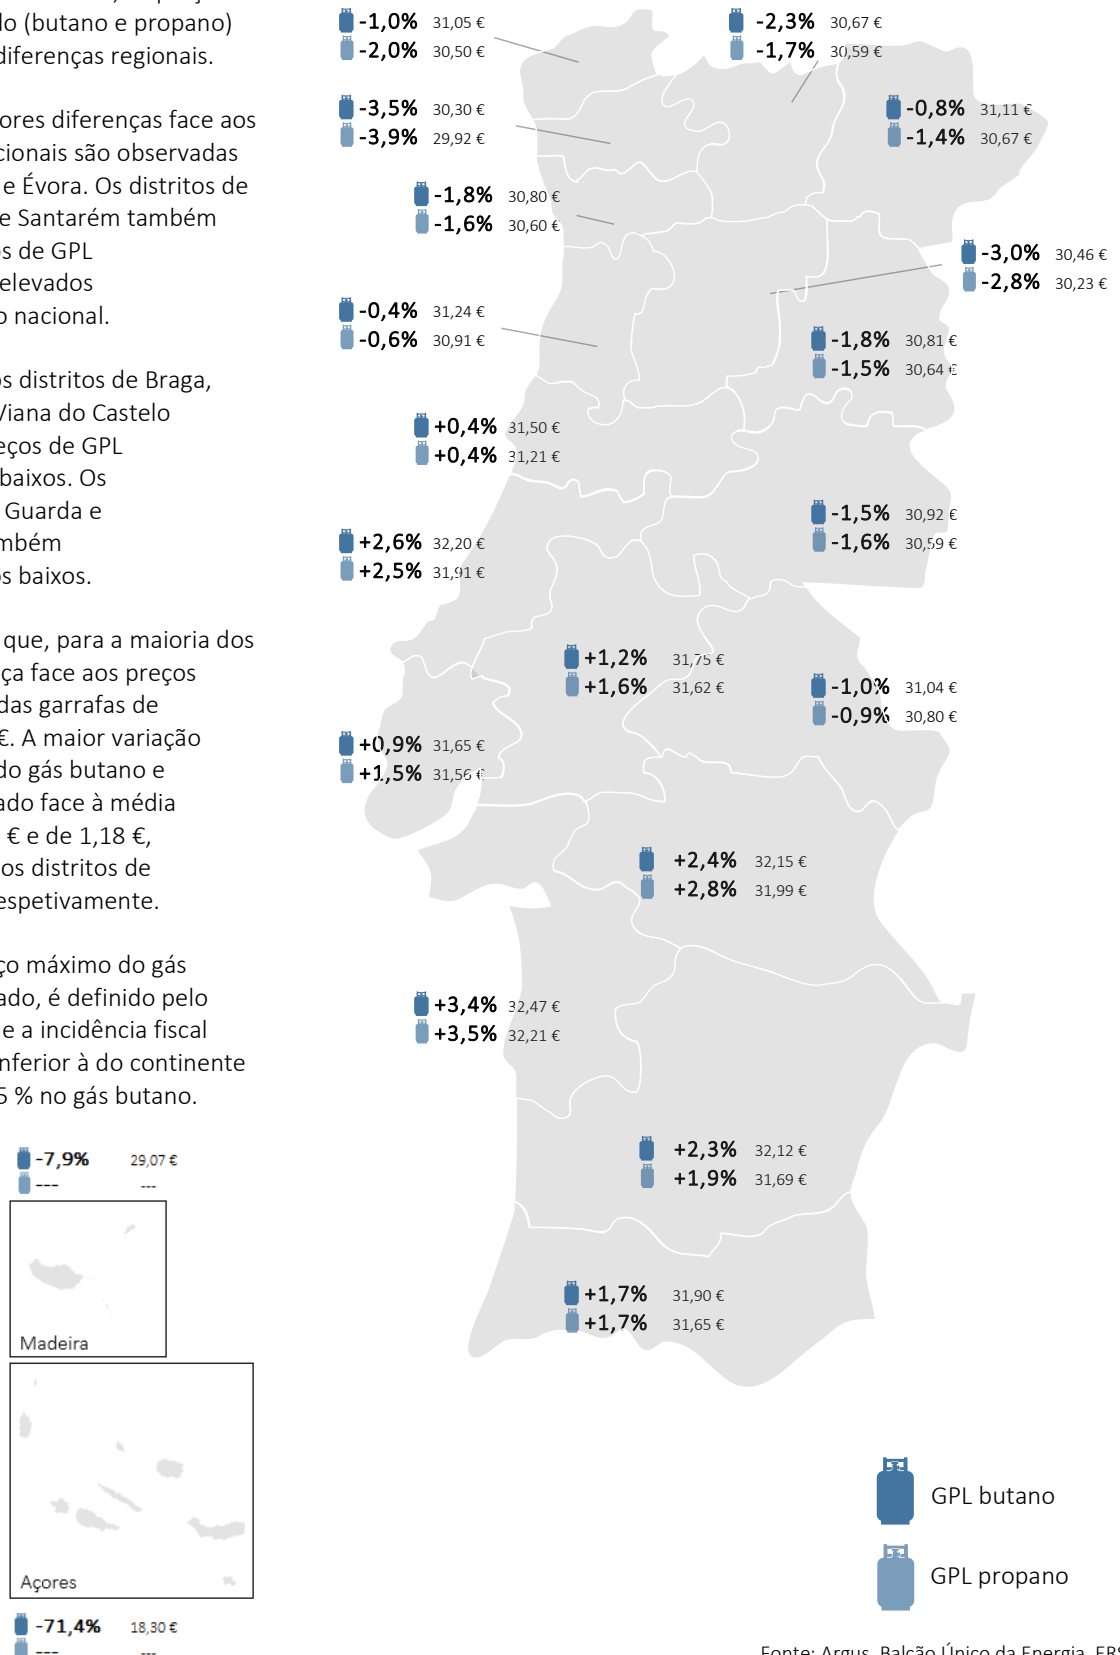 do (butano e propano)
diferenças regionais.
ores diferenças face aos
cionais são observadas
e Évora. Os distritos de
e Santarém também
os de GPL
elevados
o nacional.
os distritos de Braga,
Viana do Castelo
eços de GPL
baixos. Os
Guarda e
mbém
os baixos.
que, para a maioria dos
ça face aos preços
das garrafas de
€. A maior variação
do gás butano e
ado face à média
€ e de 1,18 €,
os distritos de
espetivamente.
ço máximo do gás
ado, é definido pelo
e a incidência fiscal
nferior à do continente
5 % no gás butano.
-1,0% 31,05 €
-2,0% 30,50 €
-2,3% 30,67 €
-1,7% 30,59 €
-3,5% 30,30 €
-3,9% 29,92 €
-0,8% 31,11 €
-1,4% 30,67 €
-1,8% 30,80 €
-1,6% 30,60 €
-3,0% 30,46 €
-2,8% 30,23 €
-0,4% 31,24 €
-0,6% 30,91 €
-1,8% 30,81 €
-1,5% 30,64 €
+0,4% 31,50 €
+0,4% 31,21 €
-1,5% 30,92 €
-1,6% 30,59 €
+2,6% 32,20 €
+2,5% 31,91 €
+1,2% 31,75 €
+1,6% 31,62 €
-1,0% 31,04 €
-0,9% 30,80 €
+0,9% 31,65 €
+1,5% 31,56 €
+2,4% 32,15 €
+2,8% 31,99 €
+3,4% 32,47 €
+3,5% 32,21 €
+2,3% 32,12 €
+1,9% 31,69 €
+1,7% 31,90 €
+1,7% 31,65 €
-7,9% 29,07 €
--- ---
Madeira
Açores
-71,4% 18,30 €
--- ---
GPL butano
GPL propano
Fonte: Argus, Balcão Único da Energia, ERS